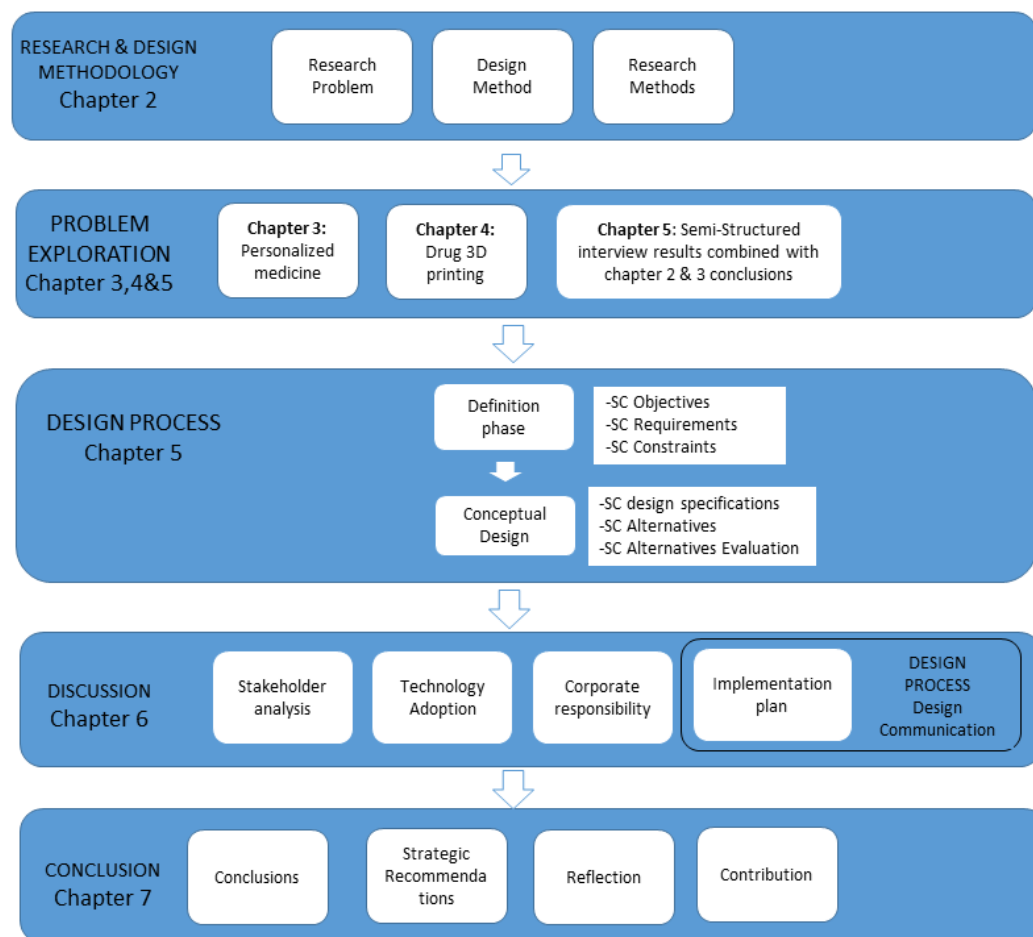 RESEARCH & DESIGN
METHODOLOGY
Chapter 2
Research
Problem
Design
Method
Research
Methods
PROBLEM
EXPLORATION
Chapter 3,4&5
Chapter 3:
Personalized
medicine
Chapter 4:
Drug 3D
printing
Chapter 5: Semi-Structured
interview results combined with
chapter 2 & 3 conclusions
DESIGN PROCESS
Chapter 5
Definition
phase
-SC Objectives
-SC Requirements
-SC Constraints
Conceptual
Design
-SC design specifications
-SC Alternatives
-SC Alternatives Evaluation
DISCUSSION
Chapter 6
Stakeholder
analysis
Technology
Adoption
Corporate
responsibility
Implementation
plan
DESIGN
PROCESS
Design
Communication
CONCLUSION
Chapter 7
Conclusions
Strategic
Recommenda
tions
Reflection
Contribution